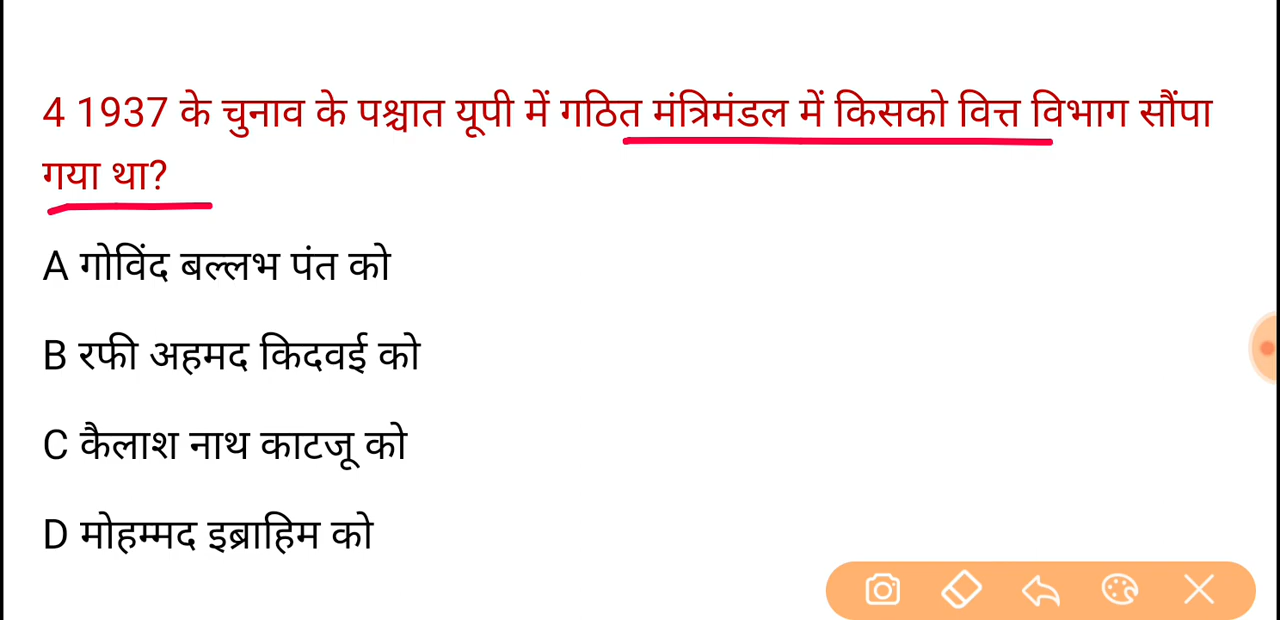 4 1937 के चुनाव के पश्चात यूपी में गठित मंत्रिमंडल में किसको वित्त विभाग सौंपा
गया था?
A गोविंद बल्लभ पंत को
B रफी अहमद किदवई को
C कैलाश नाथ काटजू को
D मोहम्मद इब्राहिम को